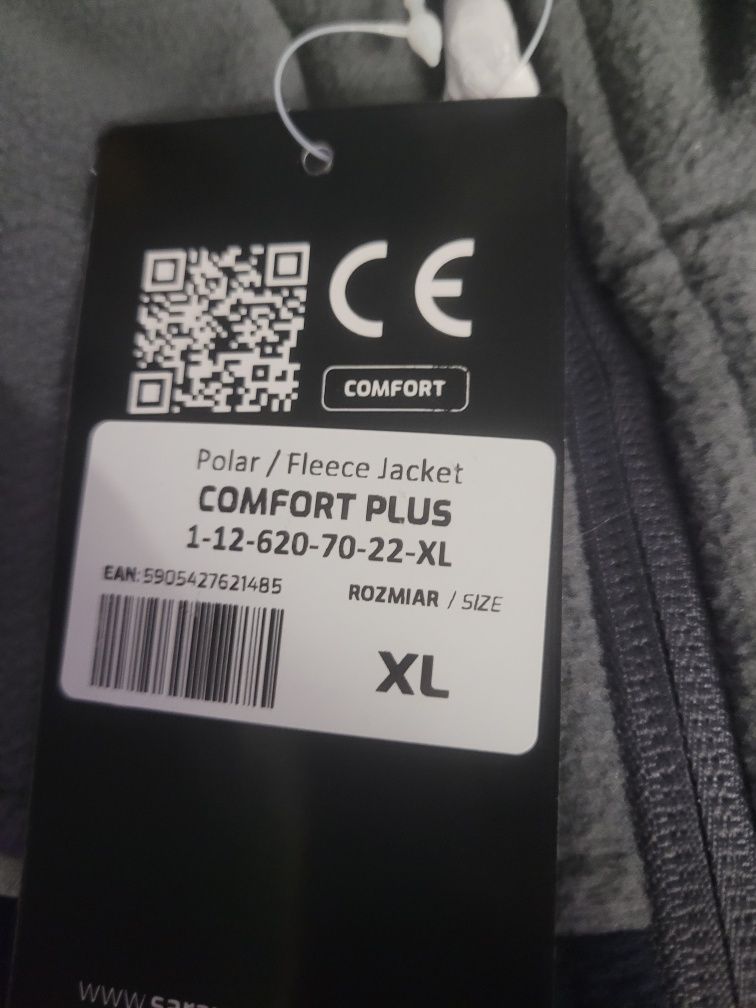 CE
COMFORT
Polar / Fleece Jacket
COMFORT PLUS
1-12-620-70-22-XL
EAN: 5905427621485
ROZMIAR / SIZE
XL
www.sara